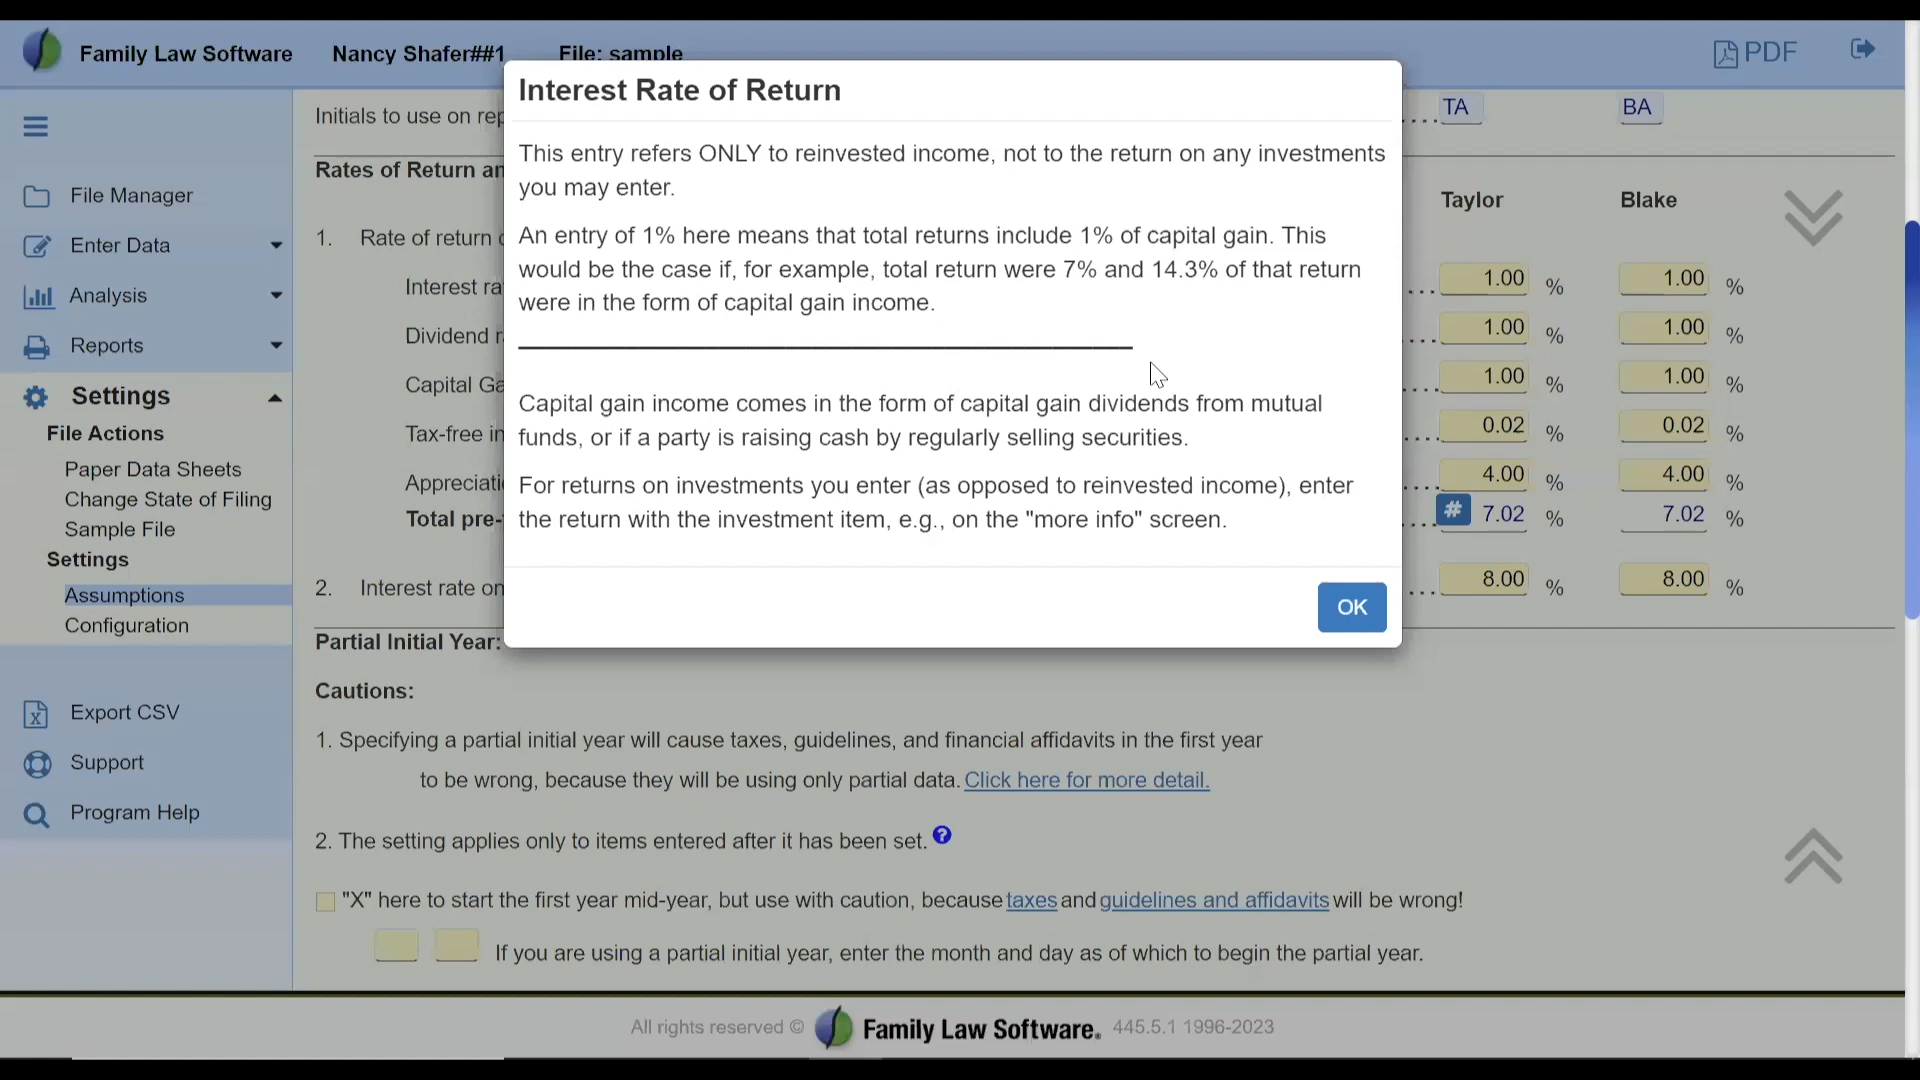 Family Law Software Nancy Shafer##1 File: sample PDF
Interest Rate of Return
This entry refers ONLY to reinvested income, not to the return on any investments
you may enter.
An entry of 1% here means that total returns include 1% of capital gain. This
would be the case if, for example, total return were 7% and 14.3% of that return
were in the form of capital gain income.
Capital gain income comes in the form of capital gain dividends from mutual
funds, or if a party is raising cash by regularly selling securities.
For returns on investments you enter (as opposed to reinvested income), enter
the return with the investment item, e.g., on the "more info" screen.
OK
File Manager
Enter Data
Analysis
Reports
Settings
File Actions
Paper Data Sheets
Change State of Filing
Sample File
Settings
Assumptions
Configuration
Export CSV
Support
Program Help
Initials to use on .... TA BA
Rates of Return
Taylor Blake
1. Rate of return
Interest ... 1.00 % 1.00 %
Dividend .... 1.00 % 1.00 %
Capital .... 1.00 % 1.00 %
Tax-free .... 0.02 % 0.02 %
.... 4.00 % 4.00 %
Total .... # 7.02 % 7.02 %
2. Interest rate on ... 8.00 % 8.00 %
Partial Initial Year:
Cautions:
1. Specifying a partial initial year will cause taxes, guidelines, and financial affidavits in the first year
to be wrong, because they will be using only partial data. Click here for more detail.
2. The setting applies only to items entered after it has been set. ?
"X" here to start the first year mid-year, but use with caution, because taxes and guidelines and affidavits will be wrong!
If you are using a partial initial year, enter the month and day as of which to begin the partial year.
All rights reserved © Family Law Software. 445.5.1 1996-2023